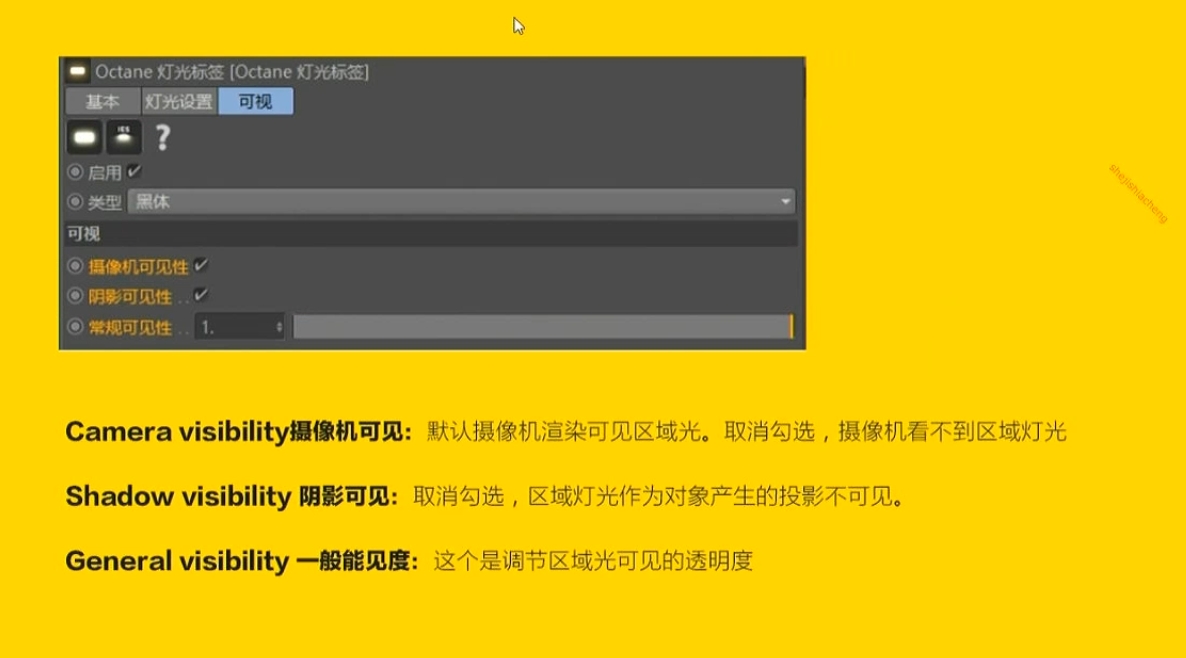 Octane 灯光标签 [Octane 灯光标签]
基本 灯光设置 可视
IES ?
启用
类型 黑体
可视
摄像机可见性
阴影可见性 . .
常规可见性 . . 1.
shejishiacheng
Camera visibility摄像机可见: 默认摄像机渲染可见区域光。取消勾选，摄像机看不到区域灯光
Shadow visibility 阴影可见: 取消勾选，区域灯光作为对象产生的投影不可见。
General visibility 一般能见度: 这个是调节区域光可见的透明度